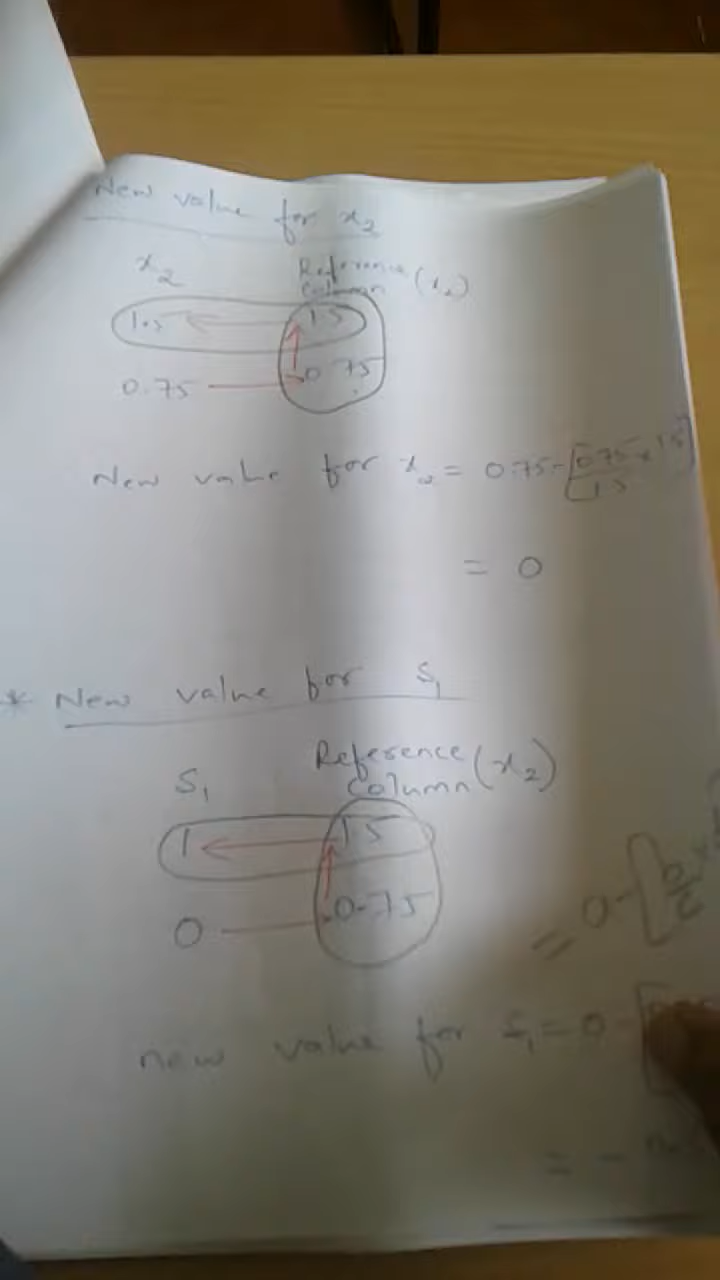 New value for x₂
x₂ Reference column (x₂)
1.5 1.5
0.75 0.75
New value for x₂ = 0.75 - [0.75 x 1.5 / 1.5]
= 0
* New value for S₁
S₁ Reference column (x₂)
1 1.5
0 0.75
= 0 - [
new value for S₁ = 0 - [
= -